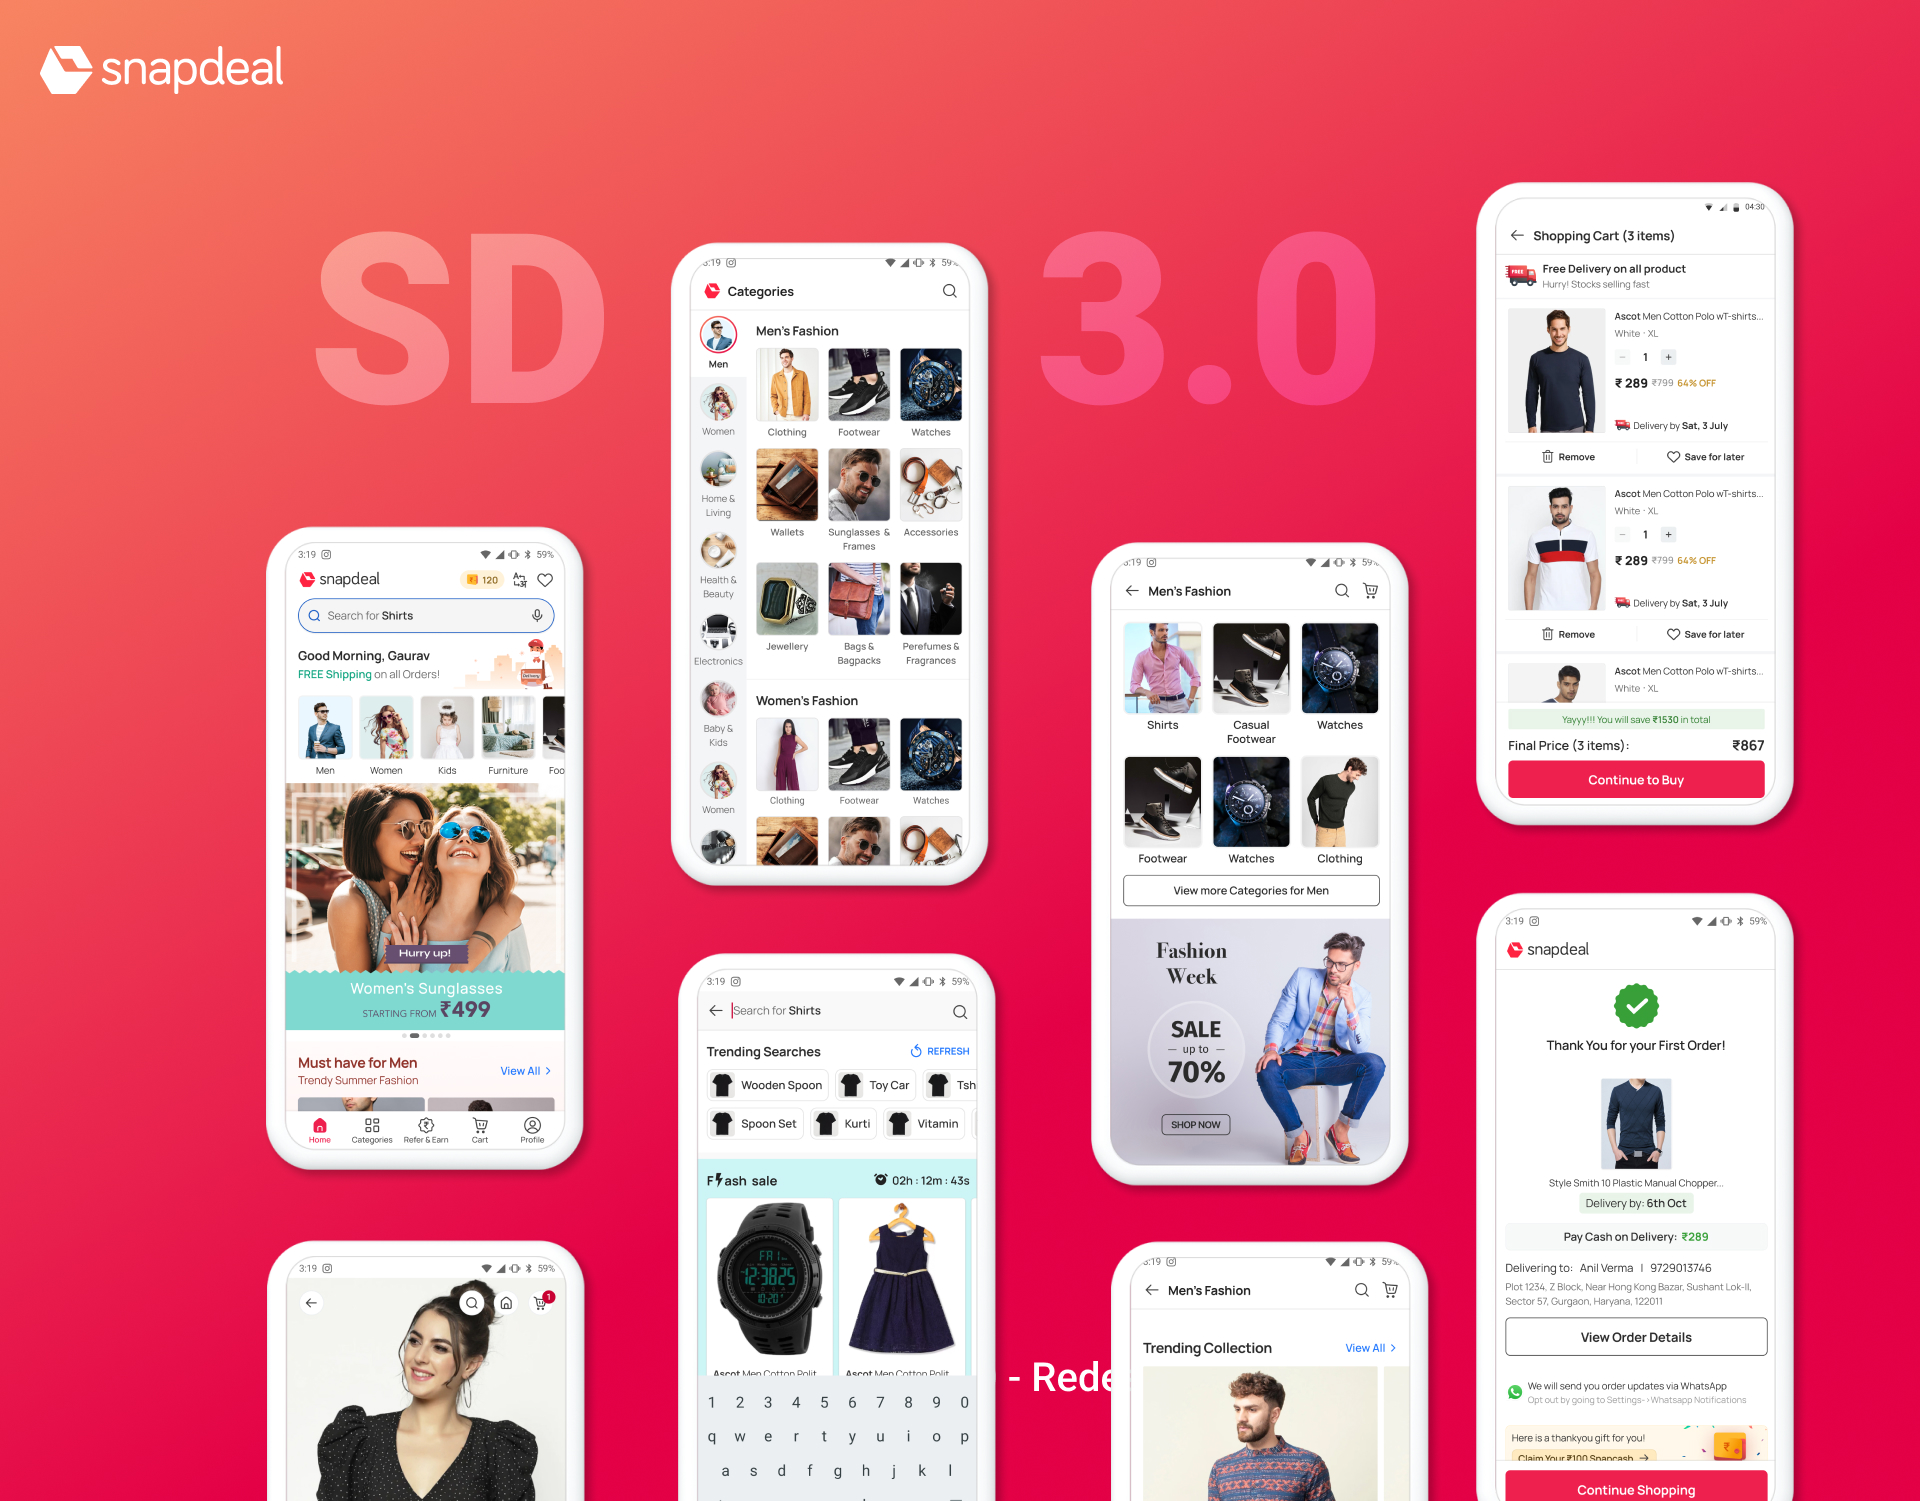 snapdeal
SD 3.0
3:19 59%
snapdeal
120
Search for Shirts
Good Morning, Gaurav
FREE Shipping on all Orders!
Delivery
Men Women Kids Furniture Foo
Hurry up!
Women's Sunglasses
STARTING FROM ₹499
Must have for Men
Trendy Summer Fashion
View All >
Home Categories Refer & Earn Cart Profile
3:19 59%
1
3:19 59%
Categories
Men
Women
Home &
Living
Health &
Beauty
Electronics
Baby &
Kids
Women
Men's Fashion
Clothing Footwear Watches
Wallets Sunglasses & Accessories
Frames
Jewellery Bags & Perefumes &
Bagpacks Fragrances
Women's Fashion
Clothing Footwear Watches
3:19 59%
Search for Shirts
Trending Searches
REFRESH
Wooden Spoon Toy Car Tsh
Spoon Set Kurti Vitamin
F ash sale
02h : 12m : 43s
FRI
12:3825
10:20
Ascot Men Cotton Polit Ascot Men Cotton Polit
1 2 3 4 5 6 7 8 9 0
q w e r t y u i o p
a s d f g h j k l
- Rede
3:19 59%
Men's Fashion
Shirts Casual Watches
Footwear
Footwear Watches Clothing
View more Categories for Men
Fashion
Week
SALE
— up to —
70%
SHOP NOW
3:19 59%
Men's Fashion
Trending Collection
View All >
04:30
Shopping Cart (3 items)
FREE
Free Delivery on all product
Hurry! Stocks selling fast
Ascot Men Cotton Polo wT-shirts...
White · XL
− 1 +
₹ 289 ₹799 64% OFF
Delivery by Sat, 3 July
Remove Save for later
Ascot Men Cotton Polo wT-shirts...
White · XL
− 1 +
₹ 289 ₹799 64% OFF
Delivery by Sat, 3 July
Remove Save for later
Ascot Men Cotton Polo wT-shirts...
White · XL
Yayyy!!! You will save ₹1530 in total
Final Price (3 items): ₹867
Continue to Buy
3:19 59%
snapdeal
Thank You for your First Order!
Style Smith 10 Plastic Manual Chopper...
Delivery by: 6th Oct
Pay Cash on Delivery: ₹289
Delivering to: Anil Verma | 9729013746
Plot 1234, Z Block, Near Hong Kong Bazar, Sushant Lok-II,
Sector 57, Gurgaon, Haryana, 122011
View Order Details
We will send you order updates via WhatsApp
Opt out by going to Settings->Whatsapp Notifications
Here is a thankyou gift for you!
Claim Your ₹100 Snapcash →
Continue Shopping